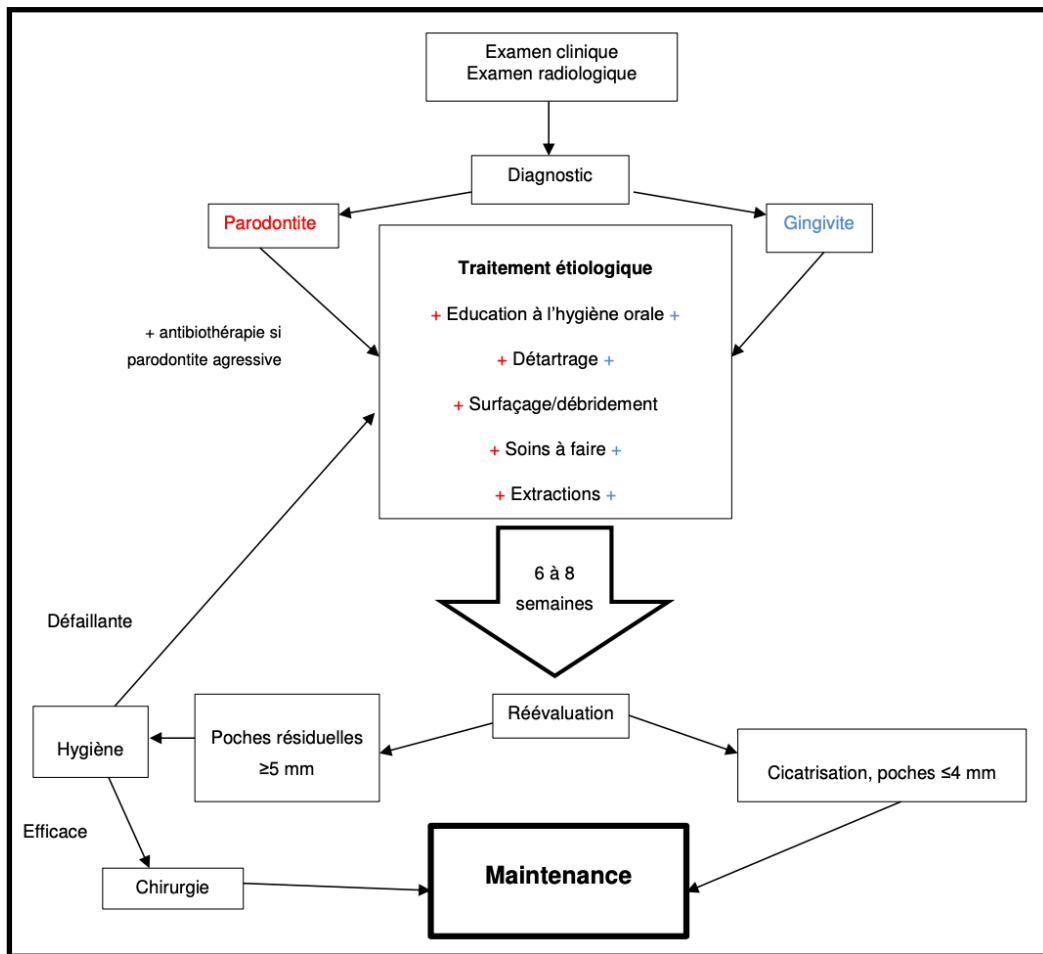 Examen clinique
Examen radiologique
Diagnostic
Parodontite
Gingivite
Traitement étiologique
+ Education à l'hygiène orale +
+ Détartrage +
+ Surfaçage/débridement
+ Soins à faire +
+ Extractions +
+ antibiothérapie si
parodontite agressive
6 à 8
semaines
Défaillante
Réévaluation
Hygiène
Poches résiduelles
≥5 mm
Cicatrisation, poches ≤4 mm
Efficace
Chirurgie
Maintenance